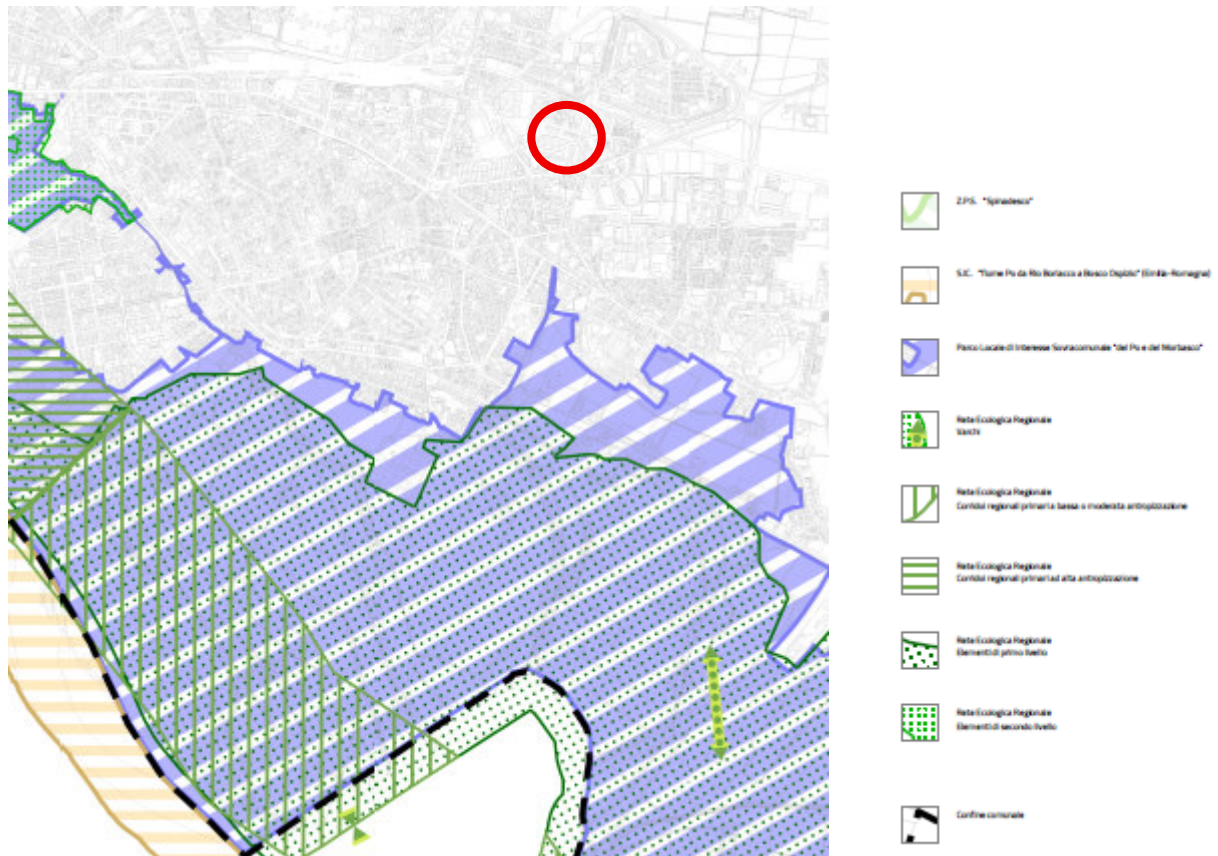 Z.P.S. "Spinadesco"
S.I.C. "Fiume Po da Rio Boriacco a Bosco Ospizio" (Emilia-Romagna)
Parco Locale di Interesse Sovracomunale "del Po e del Morbasco"
Rete Ecologica Regionale
Varchi
Rete Ecologica Regionale
Corridoi regionali primari a bassa o moderata antropizzazione
Rete Ecologica Regionale
Corridoi regionali primari ad alta antropizzazione
Rete Ecologica Regionale
Elementi di primo livello
Rete Ecologica Regionale
Elementi di secondo livello
Confine comunale